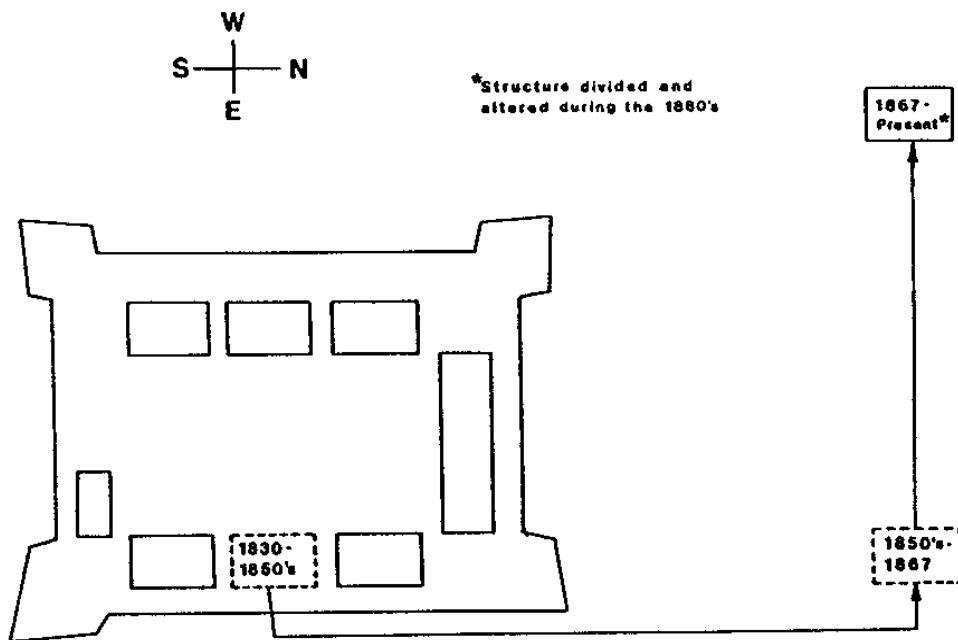 W
S N
E
*Structure divided and
altered during the 1880's
1867-
Present*
1830-
1850's
1850's-
1867